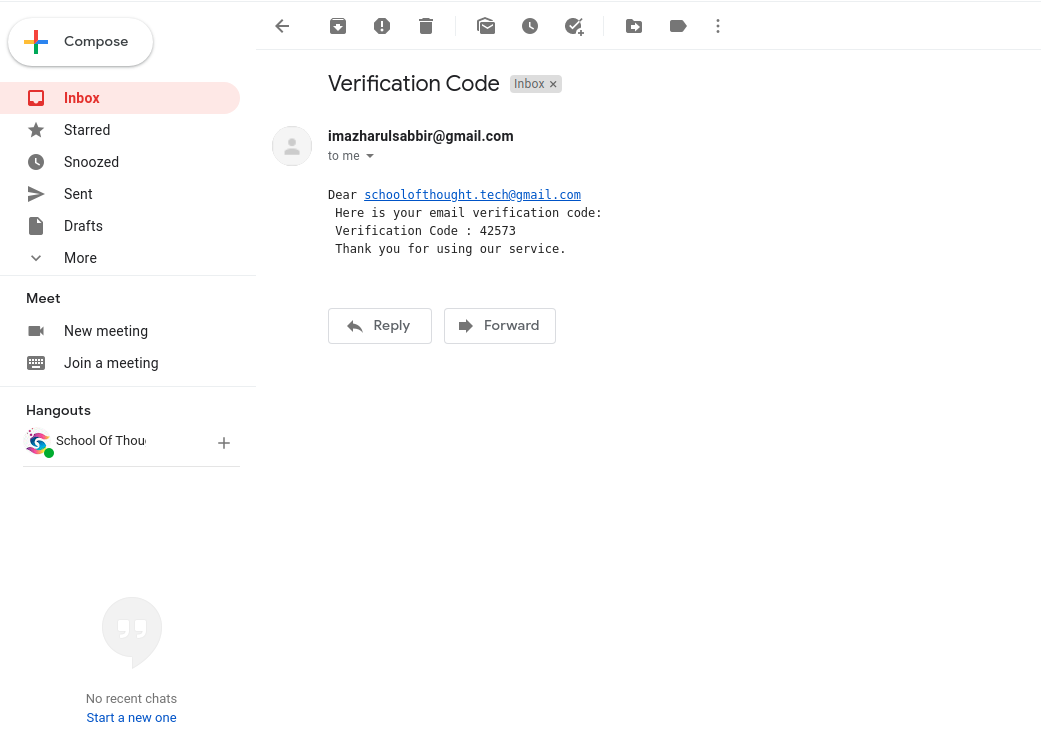 Compose
Inbox
Starred
Snoozed
Sent
Drafts
More
Meet
New meeting
Join a meeting
Hangouts
School Of Thou
No recent chats
Start a new one
Verification Code Inbox ×
imazharulsabbir@gmail.com
to me
Dear schoolofthought.tech@gmail.com
Here is your email verification code:
Verification Code : 42573
Thank you for using our service.
Reply Forward